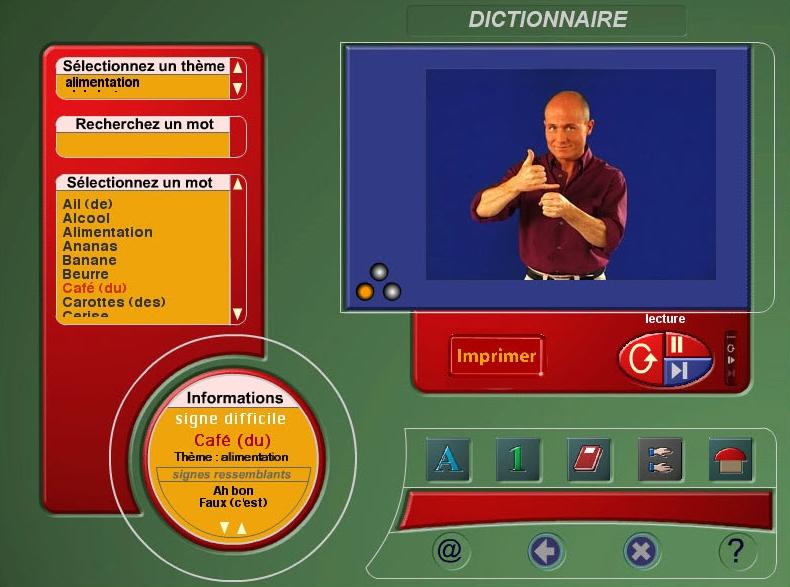 DICTIONNAIRE
Sélectionnez un thème
alimentation
Recherchez un mot
Sélectionnez un mot
Ail (de)
Alcool
Alimentation
Ananas
Banane
Beurre
Café (du)
Carottes (des)
Cerise
lecture
Imprimer
Informations
signe difficile
Café (du)
Thème : alimentation
signes ressemblants
Ah bon
Faux (c'est)
A
1
@
?